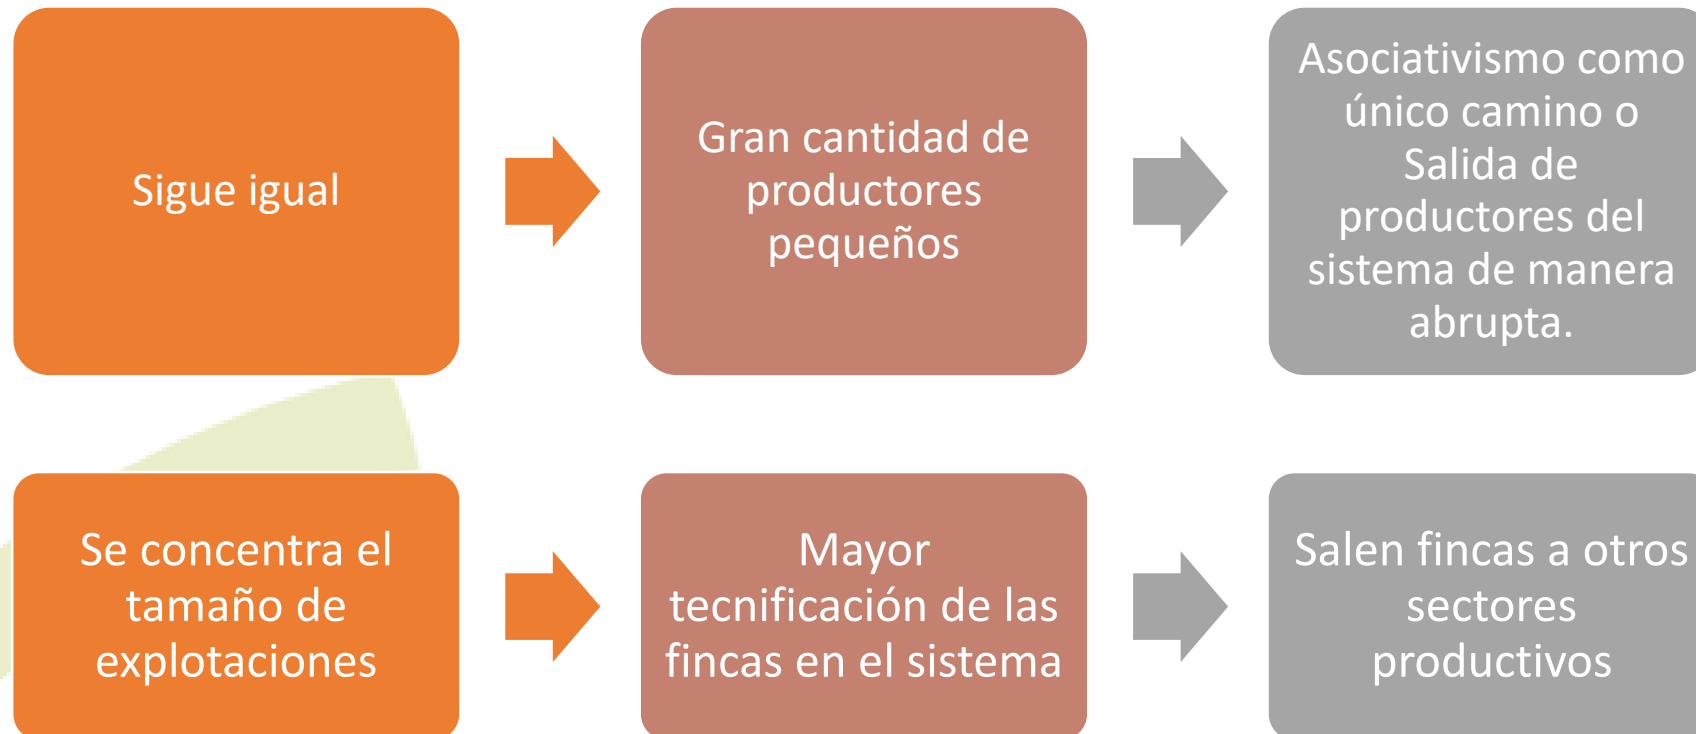 Sigue igual
Gran cantidad de
productores
pequeños
Asociativismo como
único camino o
Salida de
productores del
sistema de manera
abrupta.
Se concentra el
tamaño de
explotaciones
Mayor
tecnificación de las
fincas en el sistema
Salen fincas a otros
sectores
productivos